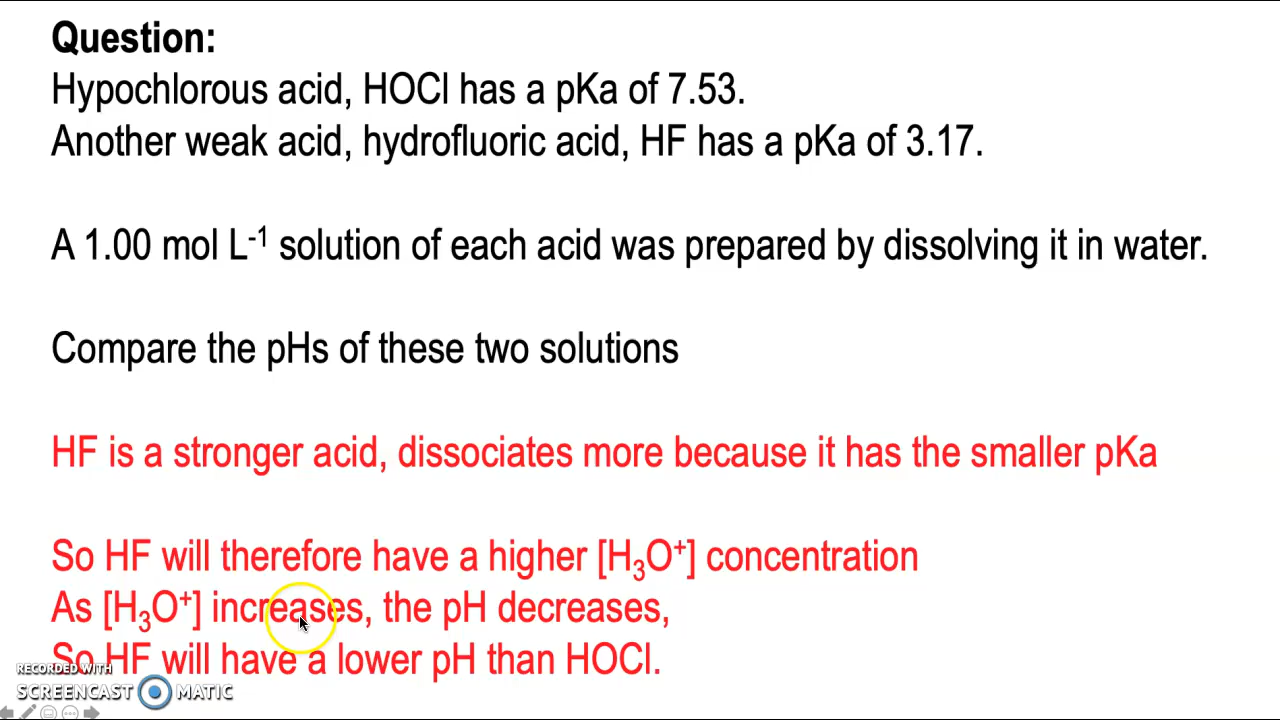 Question:
Hypochlorous acid, HOCl has a pKa of 7.53.
Another weak acid, hydrofluoric acid, HF has a pKa of 3.17.
A 1.00 mol L⁻¹ solution of each acid was prepared by dissolving it in water.
Compare the pHs of these two solutions
HF is a stronger acid, dissociates more because it has the smaller pKa
So HF will therefore have a higher [H₃O⁺] concentration
As [H₃O⁺] increases, the pH decreases,
So HF will have a lower pH than HOCl.
RECORDED WITH
SCREENCAST MATIC